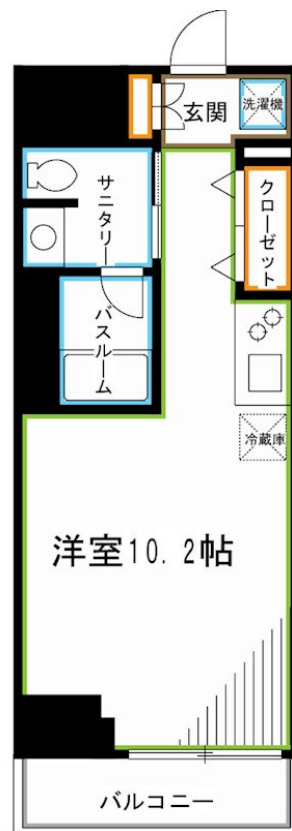 玄関
洗濯機
サニタリー
クローゼット
バスルーム
冷蔵庫
洋室10.2帖
バルコニー